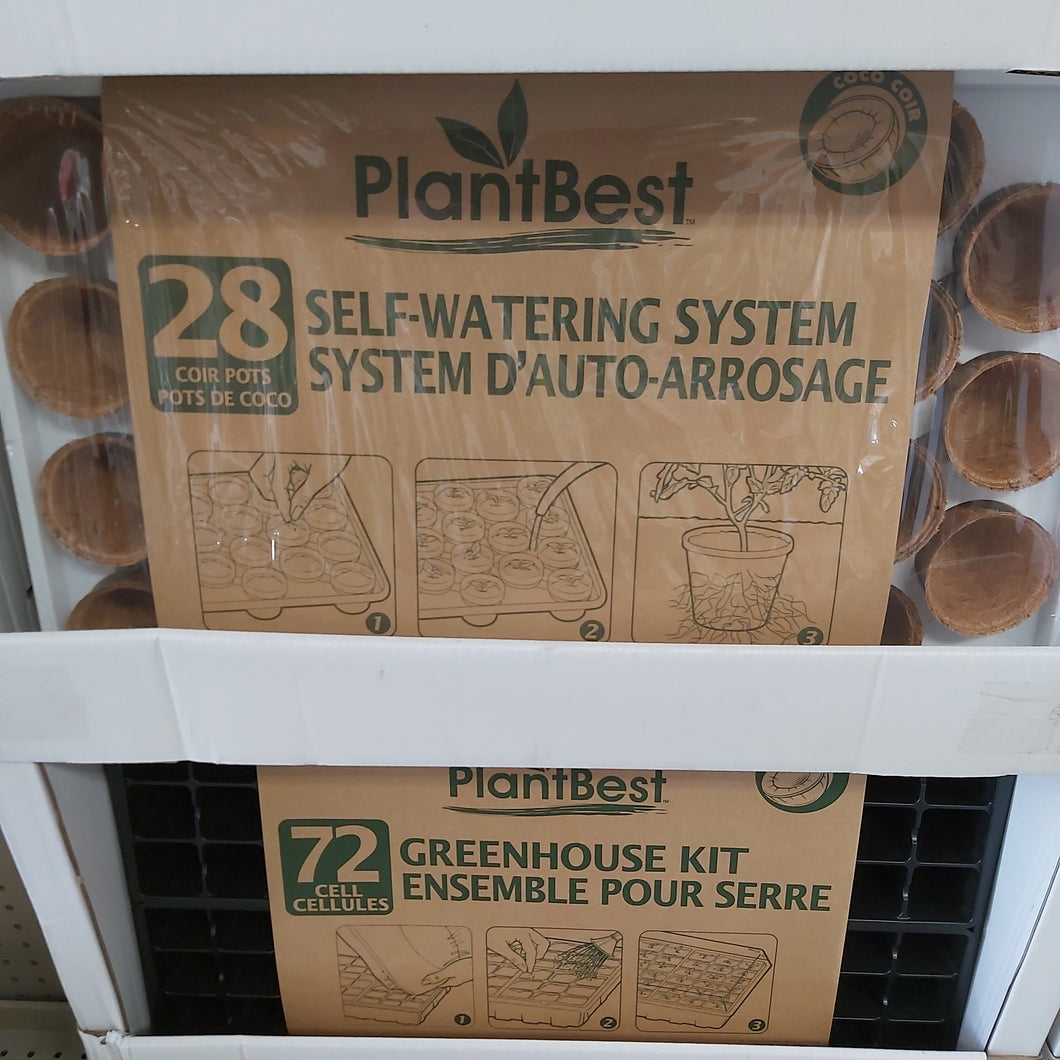 COCO COIR
PlantBest™
28
COIR POTS
POTS DE COCO
SELF-WATERING SYSTEM
SYSTEM D'AUTO-ARROSAGE
1
2
3
PlantBest
72
CELL
CELLULES
GREENHOUSE KIT
ENSEMBLE POUR SERRE
1
2
3